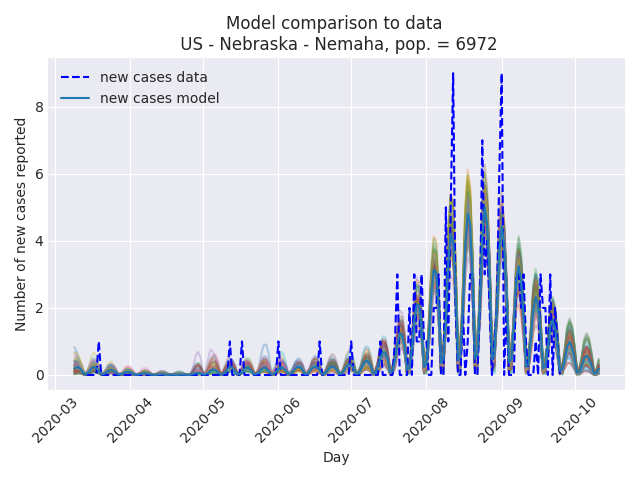 Model comparison to data
US - Nebraska - Nemaha, pop. = 6972
new cases data
new cases model
Number of new cases reported
8
6
4
2
0
2020-03
2020-04
2020-05
2020-06
2020-07
2020-08
2020-09
2020-10
Day